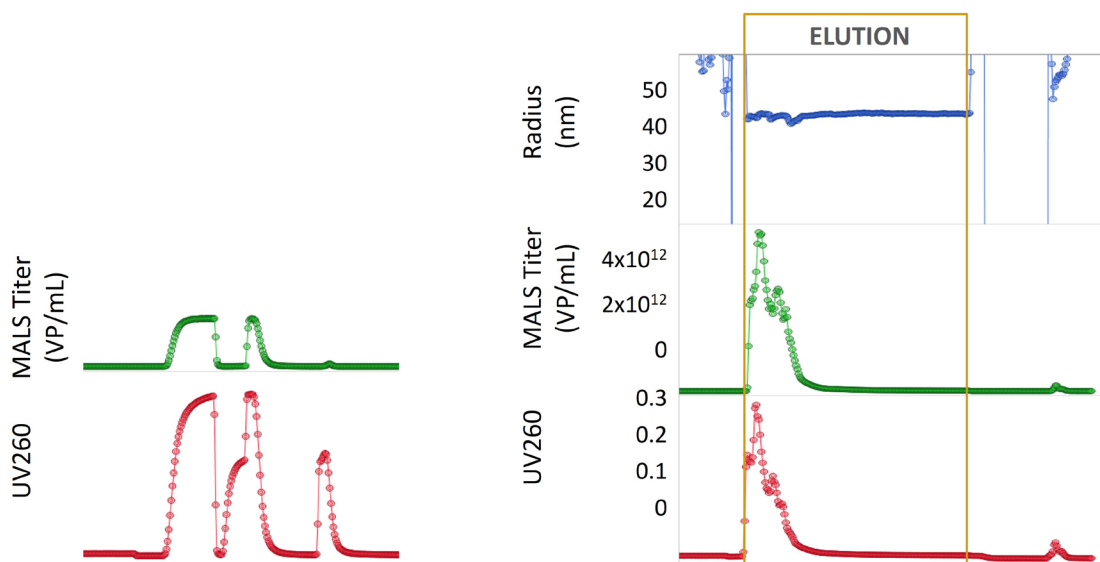 ELUTION
Radius
(nm)
50
40
30
20
MALS Titer
(VP/mL)
MALS Titer
(VP/mL)
4x10¹²
2x10¹²
0
UV260
UV260
0.3
0.2
0.1
0